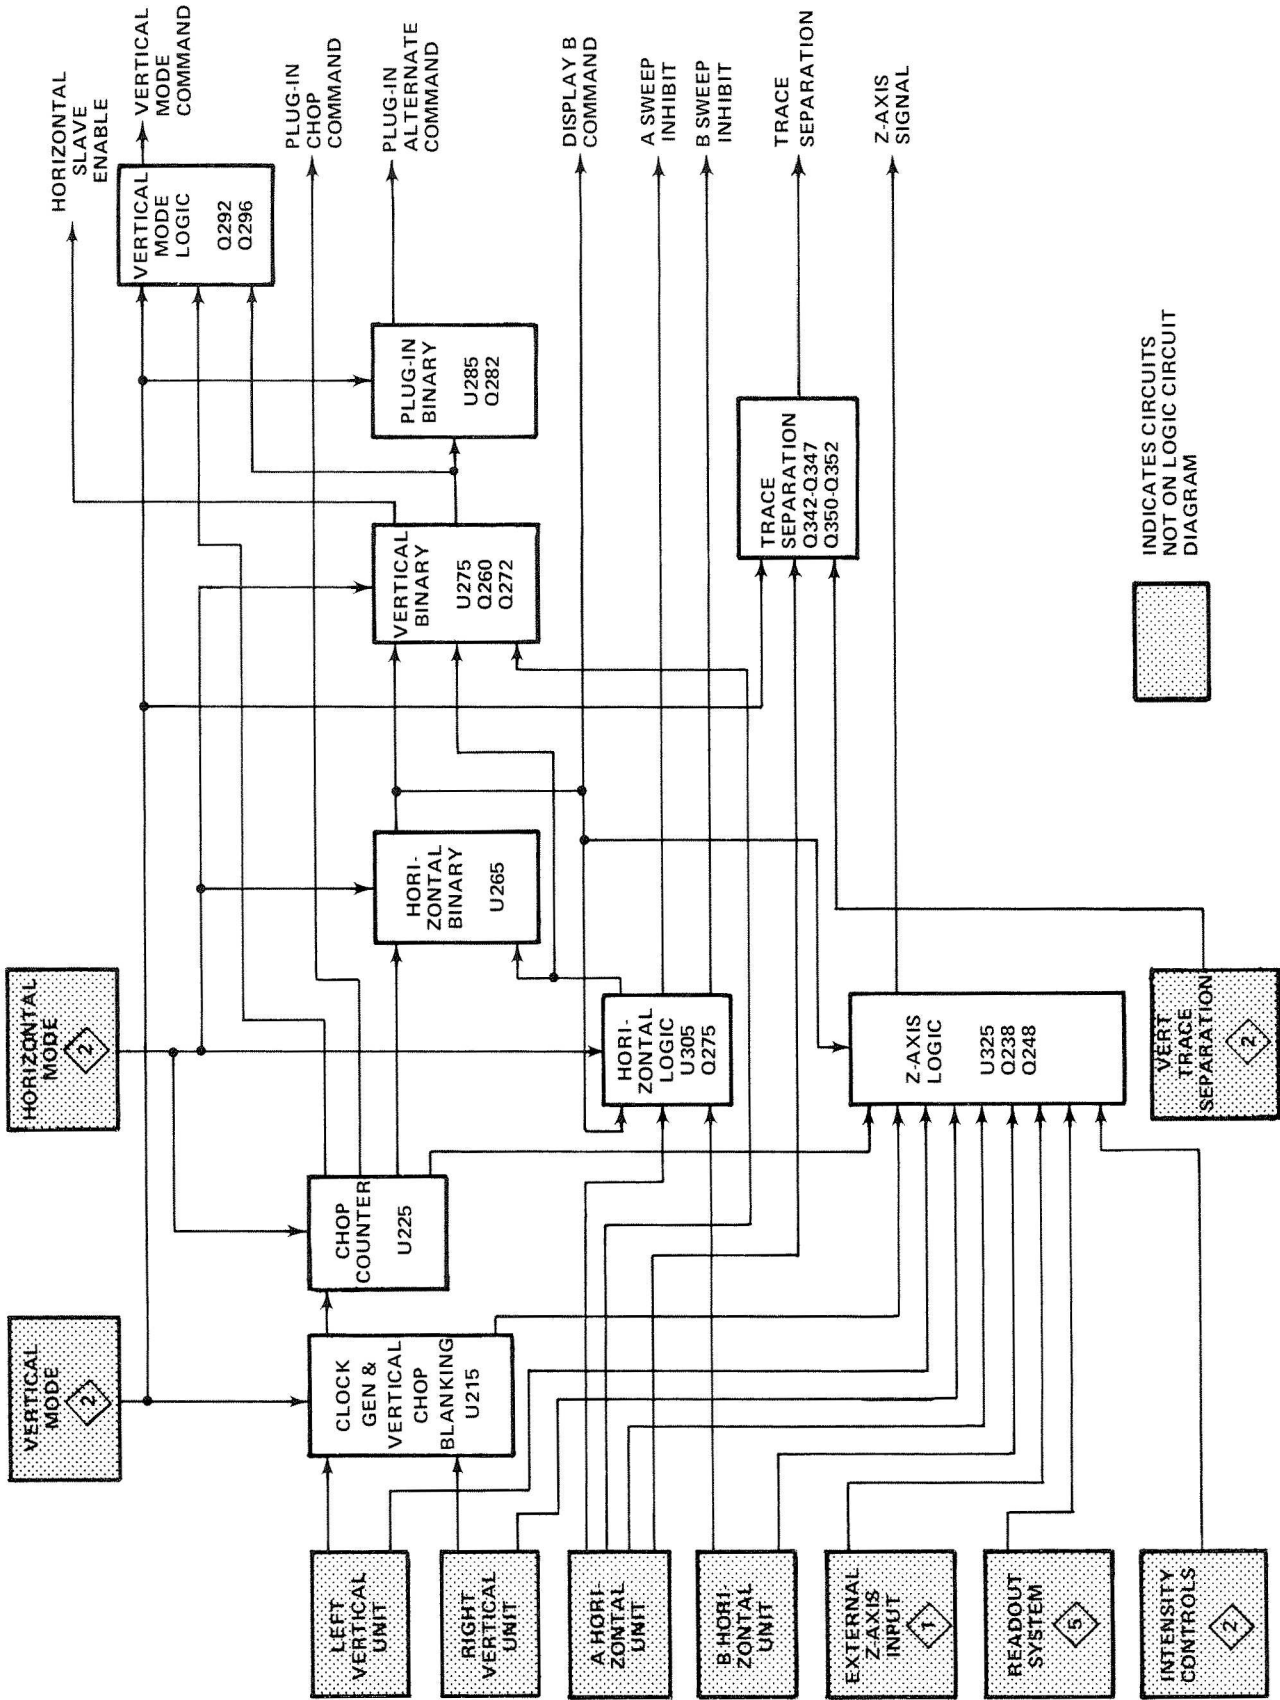 VERTICAL
MODE
2
HORIZONTAL
MODE
2
LEFT
VERTICAL
UNIT
RIGHT
VERTICAL
UNIT
A HORI-
ZONTAL
UNIT
B HORI-
ZONTAL
UNIT
EXTERNAL
Z-AXIS
INPUT
1
READOUT
SYSTEM
5
INTENSITY
CONTROLS
2
CLOCK
GEN &
VERTICAL
CHOP
BLANKING
U215
CHOP
COUNTER
U225
HORI-
ZONTAL
LOGIC
U305
Q275
Z-AXIS
LOGIC
U325
Q238
Q248
VERT
TRACE
SEPARATION
2
HORI-
ZONTAL
BINARY
U265
VERTICAL
BINARY
U275
Q260
Q272
TRACE
SEPARATION
Q342-Q347
Q350-Q352
PLUG-IN
BINARY
U285
Q282
VERTICAL
MODE
LOGIC
Q292
Q296
HORIZONTAL
SLAVE
ENABLE
VERTICAL
MODE
COMMAND
PLUG-IN
CHOP
COMMAND
PLUG-IN
ALTERNATE
COMMAND
DISPLAY B
COMMAND
A SWEEP
INHIBIT
B SWEEP
INHIBIT
TRACE
SEPARATION
Z-AXIS
SIGNAL
INDICATES CIRCUITS
NOT ON LOGIC CIRCUIT
DIAGRAM